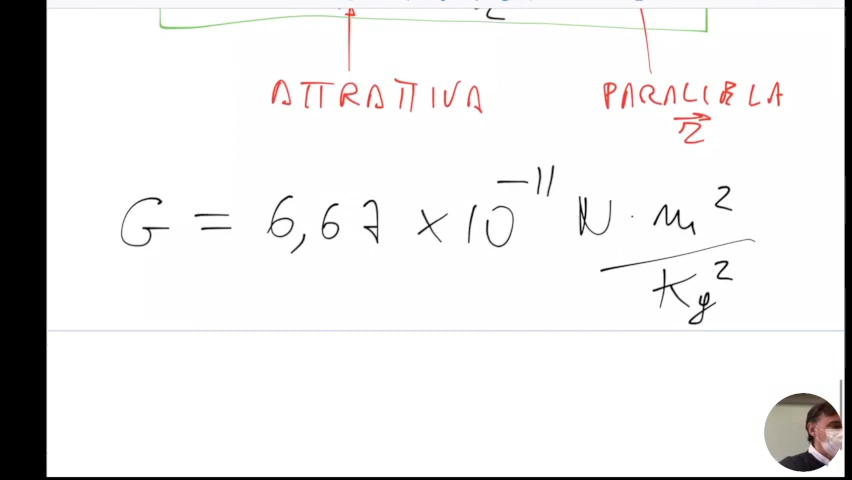 ATTRATTIVA PARALLELA
r⃗
G = 6,67 × 10⁻¹¹ N · m²
Kg²